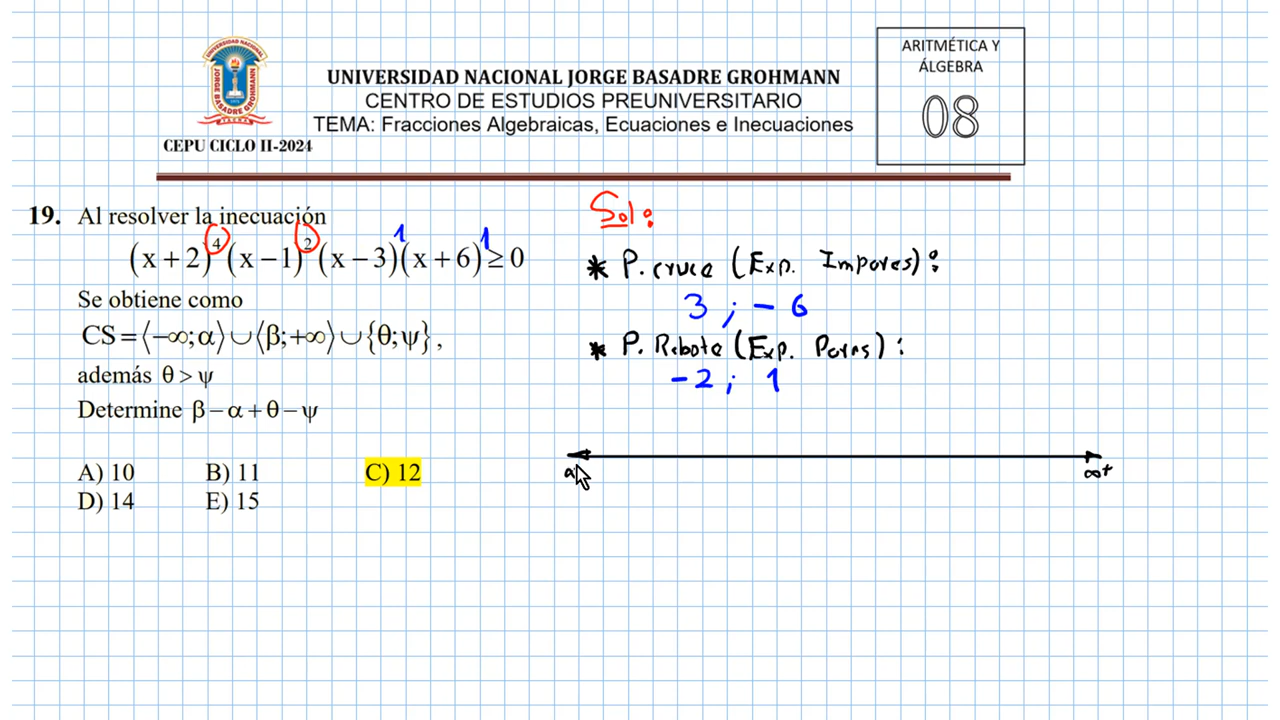 ARITMÉTICA Y
ÁLGEBRA
08
UNIVERSIDAD NACIONAL JORGE BASADRE GROHMANN
CENTRO DE ESTUDIOS PREUNIVERSITARIO
TEMA: Fracciones Algebraicas, Ecuaciones e Inecuaciones
CEPU CICLO II-2024
19. Al resolver la inecuación
(x+2)⁴(x−1)²(x−3)¹(x+6)¹≥0
Se obtiene como
CS=⟨−∞;α⟩∪⟨β;+∞⟩∪{θ;ψ},
además θ>ψ
Determine β−α+θ−ψ
A) 10 B) 11 C) 12
D) 14 E) 15
Sol:
* P. cruce (Exp. Impares):
3 ; -6
* P. Rebote (Exp. Pares):
-2 ; 1
∞+